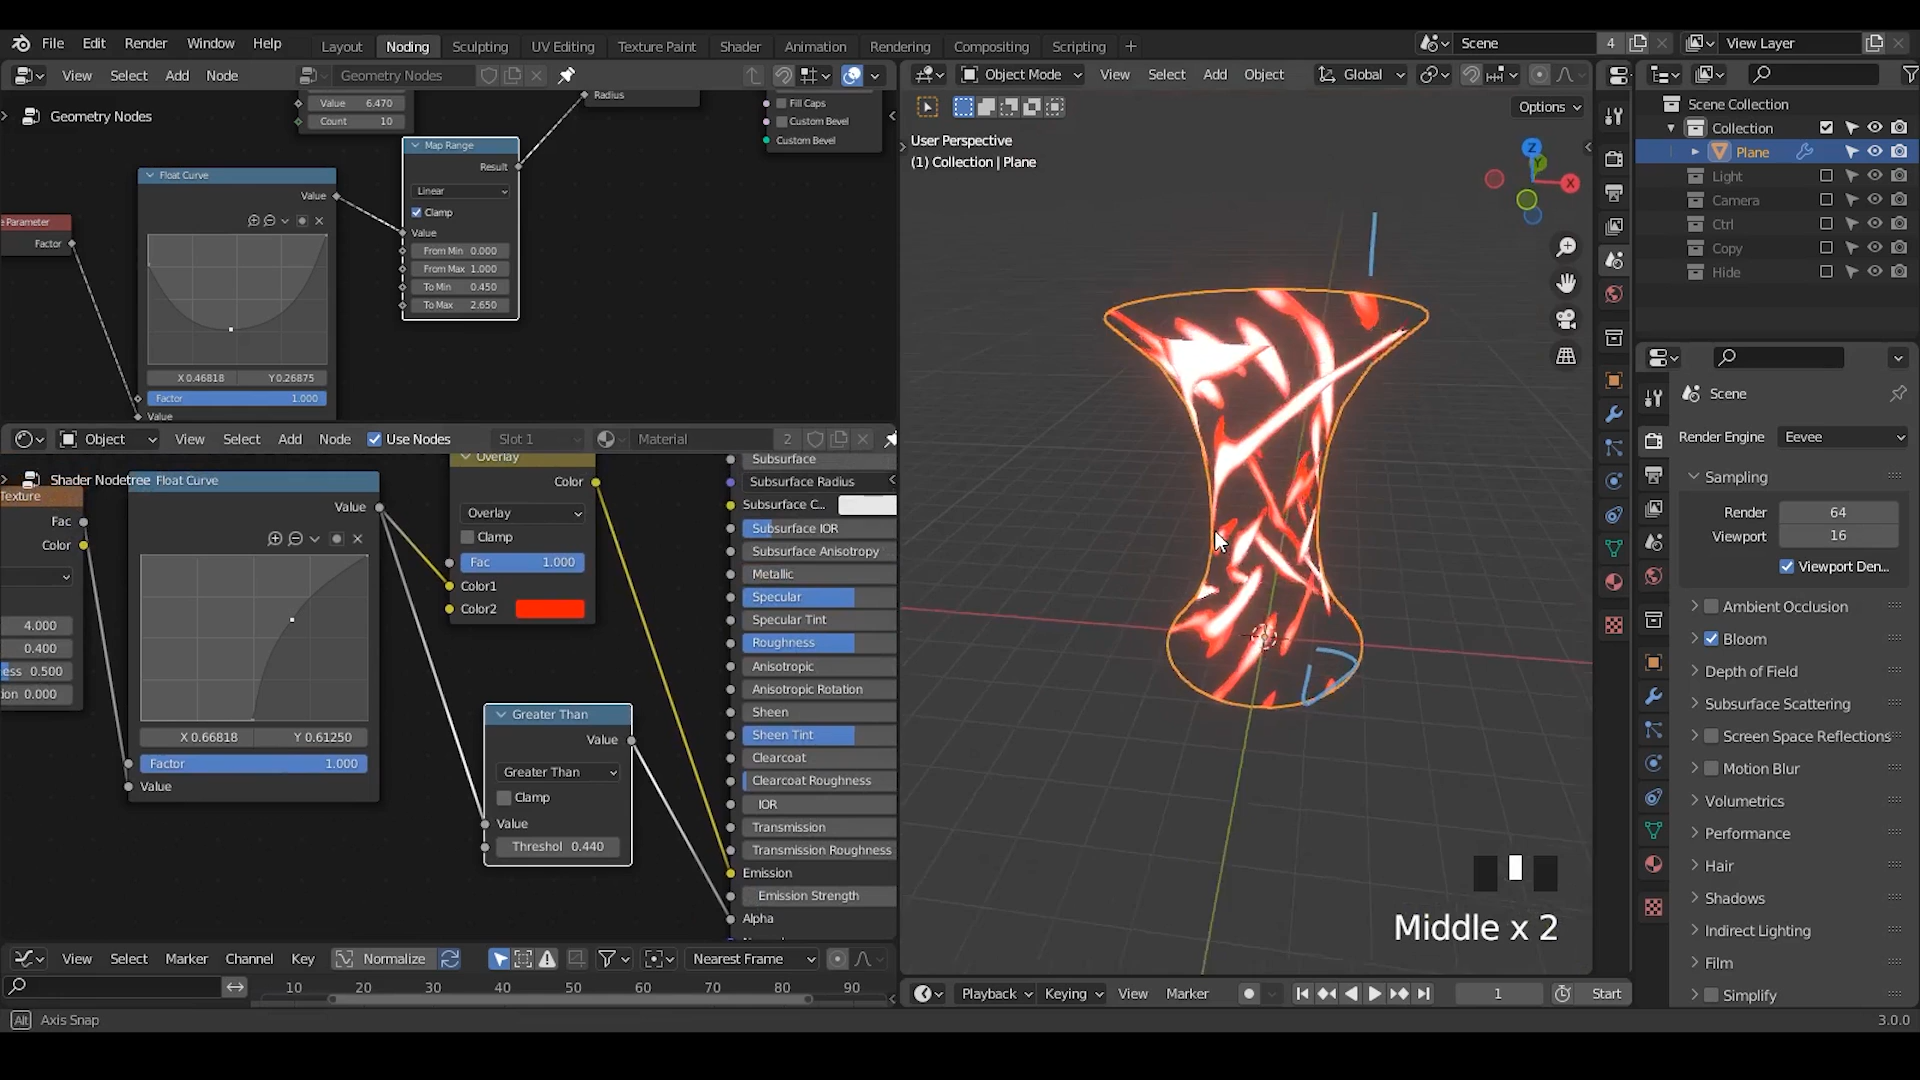 File Edit Render Window Help Layout Noding Sculpting UV Editing Texture Paint Shader Animation Rendering Compositing Scripting + Scene 4 View Layer
View Select Add Node Geometry Nodes
Object Mode View Select Add Object Global
Options
Geometry Nodes
Value 6.470
Count 10
Radius
Fill Caps
Custom Bevel
Custom Bevel
Map Range
Result
Linear
Clamp
Value
From Min 0.000
From Max 1.000
To Min 0.450
To Max 2.650
Float Curve
Value
X 0.46818 Y 0.26875
Factor 1.000
Value
e Parameter
Factor
Object View Select Add Node Use Nodes Slot 1 Material 2
Shader Nodetree
Texture
Fac
Color
4.000
0.400
ess 0.500
ion 0.000
Float Curve
Value
X 0.66818 Y 0.61250
Factor 1.000
Value
Overlay
Color
Overlay
Clamp
Fac 1.000
Color1
Color2
Greater Than
Value
Greater Than
Clamp
Value
Threshol 0.440
Subsurface
Subsurface Radius
Subsurface C...
Subsurface IOR
Subsurface Anisotropy
Metallic
Specular
Specular Tint
Roughness
Anisotropic
Anisotropic Rotation
Sheen
Sheen Tint
Clearcoat
Clearcoat Roughness
IOR
Transmission
Transmission Roughness
Emission
Emission Strength
Alpha
View Select Marker Channel Key Normalize Nearest Frame
10 20 30 40 50 60 70 80 90
Alt Axis Snap
User Perspective
(1) Collection | Plane
Z
Y
X
Middle x 2
Playback Keying View Marker 1 Start
Scene Collection
Collection
Plane
Light
Camera
Ctrl
Copy
Hide
Scene
Render Engine Eevee
Sampling
Render 64
Viewport 16
Viewport Den...
Ambient Occlusion
Bloom
Depth of Field
Subsurface Scattering
Screen Space Reflections
Motion Blur
Volumetrics
Performance
Hair
Shadows
Indirect Lighting
Film
Simplify
3.0.0